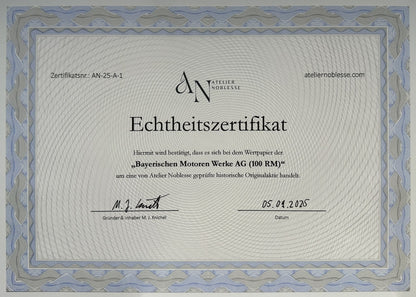 Zertifikatsnr.: AN-25-A-1
AN ATELIER NOBLESSE
ateliernoblesse.com
Echtheitszertifikat
Hiermit wird bestätigt, dass es sich bei dem Wertpapier der
„Bayerischen Motoren Werke AG (100 RM)“
um eine von Atelier Noblesse geprüfte historische Originalaktie handelt.
05.09.2025
Gründer & Inhaber M. J. Knichel
Datum